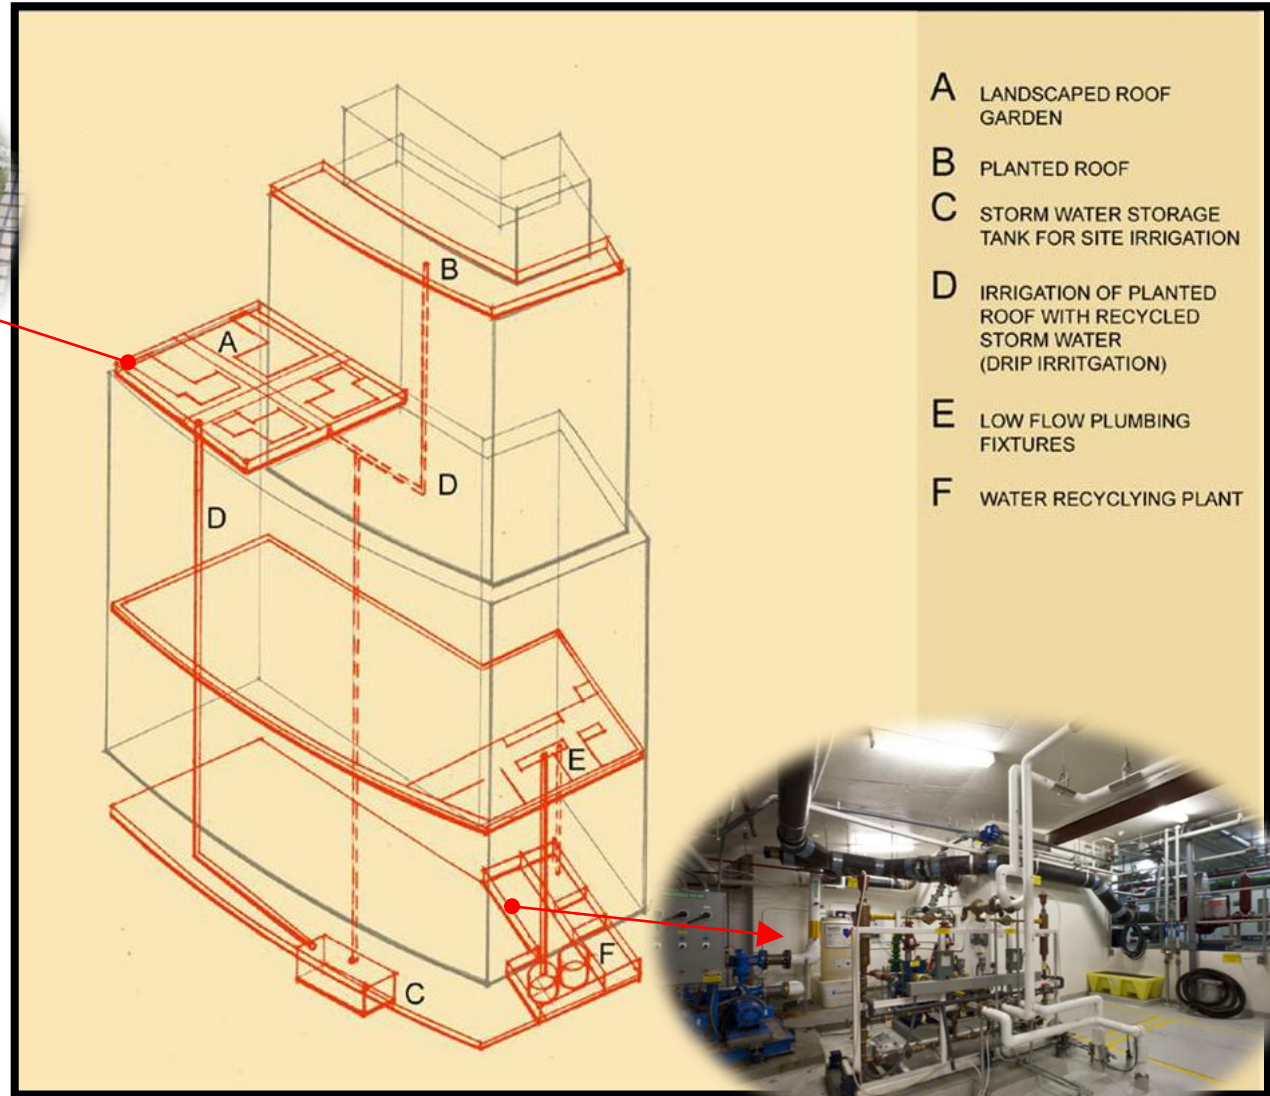 A LANDSCAPED ROOF
GARDEN
B PLANTED ROOF
C STORM WATER STORAGE
TANK FOR SITE IRRIGATION
D IRRIGATION OF PLANTED
ROOF WITH RECYCLED
STORM WATER
(DRIP IRRITGATION)
E LOW FLOW PLUMBING
FIXTURES
F WATER RECYCLYING PLANT
B
A
D
D
E
F
C